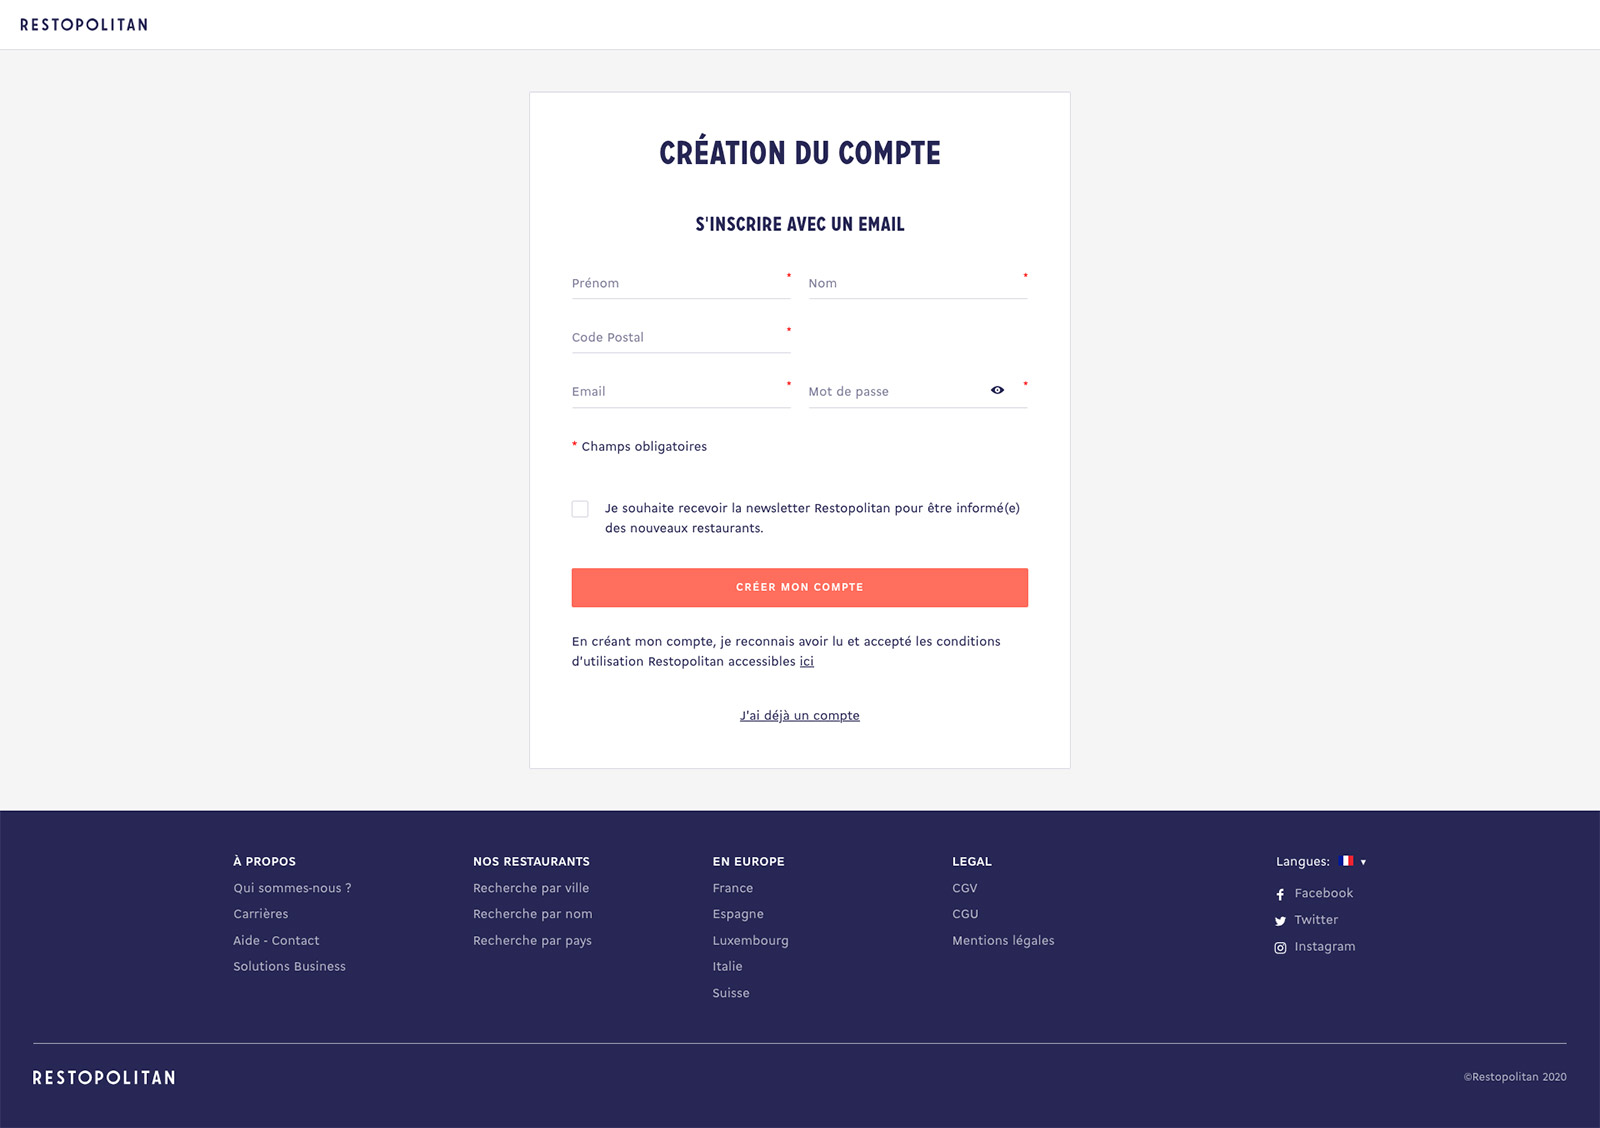 RESTOPOLITAN
CRÉATION DU COMPTE
S'INSCRIRE AVEC UN EMAIL
Prénom * Nom *
Code Postal *
Email * Mot de passe *
* Champs obligatoires
Je souhaite recevoir la newsletter Restopolitan pour être informé(e)
des nouveaux restaurants.
CRÉER MON COMPTE
En créant mon compte, je reconnais avoir lu et accepté les conditions
d'utilisation Restopolitan accessibles ici
J'ai déjà un compte
À PROPOS
Qui sommes-nous ?
Carrières
Aide - Contact
Solutions Business
NOS RESTAURANTS
Recherche par ville
Recherche par nom
Recherche par pays
EN EUROPE
France
Espagne
Luxembourg
Italie
Suisse
LEGAL
CGV
CGU
Mentions légales
Langues:
Facebook
Twitter
Instagram
RESTOPOLITAN
©Restopolitan 2020